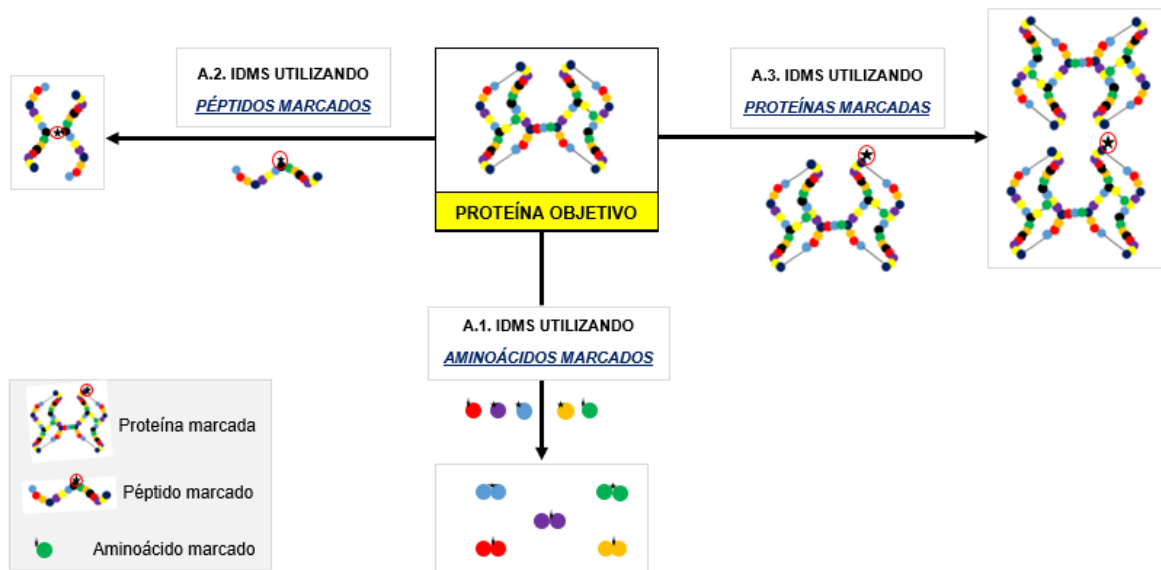 A.2. IDMS UTILIZANDO
PÉPTIDOS MARCADOS
A.3. IDMS UTILIZANDO
PROTEÍNAS MARCADAS
PROTEÍNA OBJETIVO
A.1. IDMS UTILIZANDO
AMINOÁCIDOS MARCADOS
Proteína marcada
Péptido marcado
Aminoácido marcado